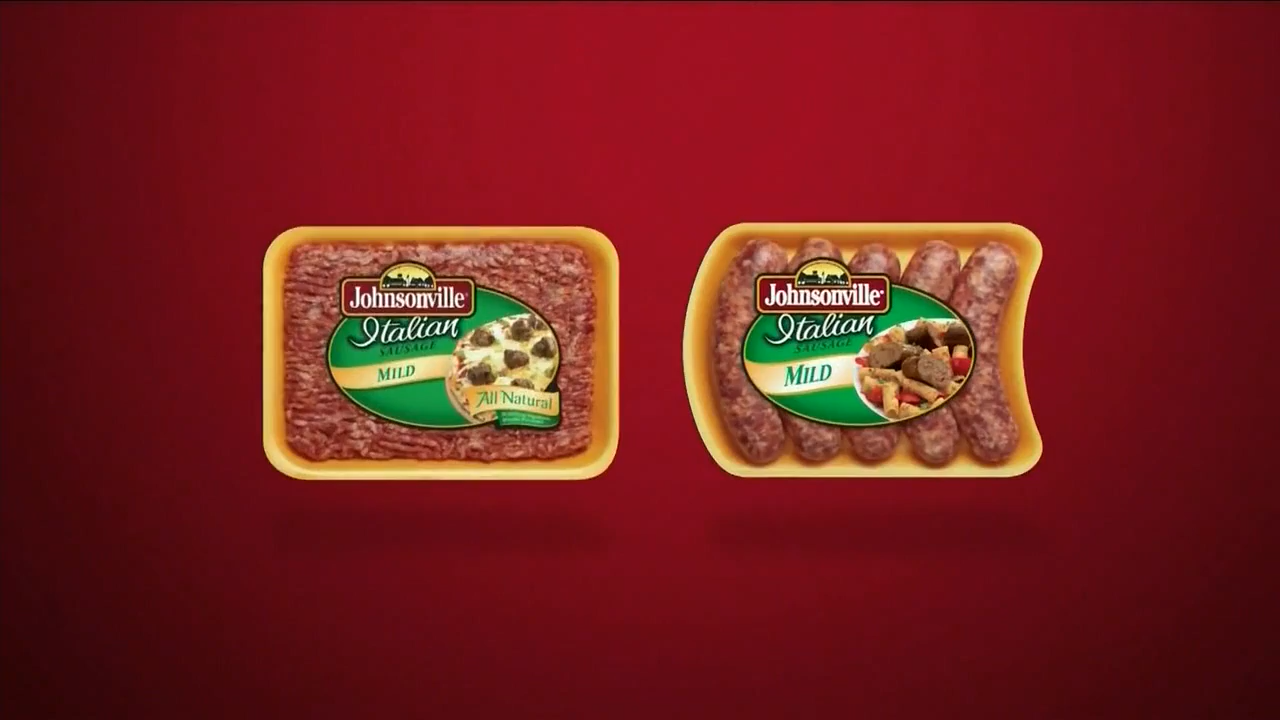 Johnsonville
Italian
SAUSAGE
MILD
All Natural
Johnsonville
Italian
SAUSAGE
MILD